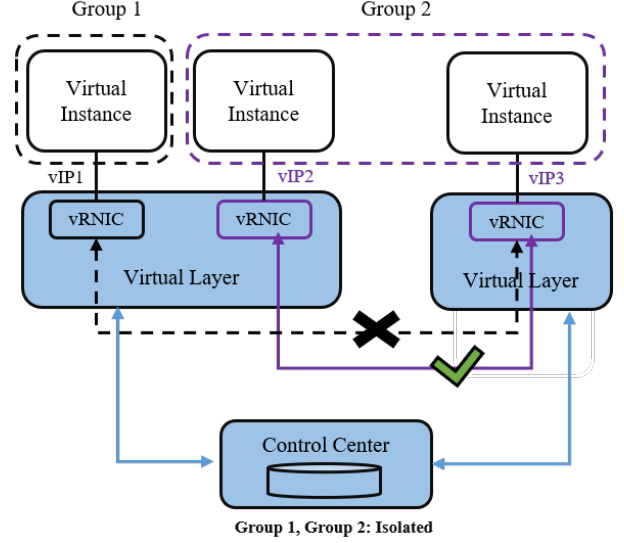 Group 1
Group 2
Virtual
Instance
Virtual
Instance
Virtual
Instance
vIP1
vIP2
vIP3
vRNIC
vRNIC
vRNIC
Virtual Layer
Virtual Layer
Control Center
Group 1, Group 2: Isolated